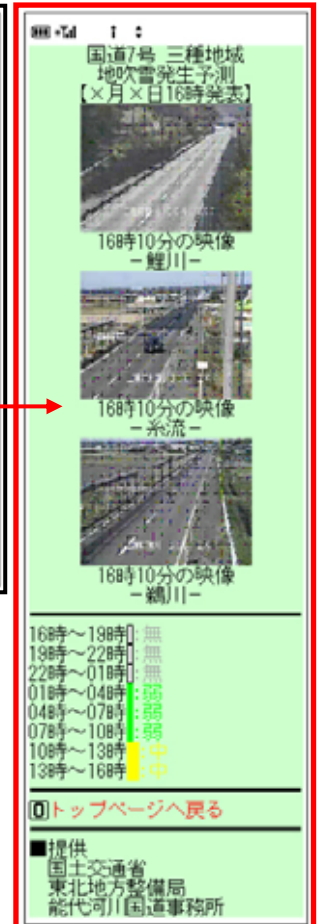 国道7号 三種地域
地吹雪発生予測
【×月×日16時発表】
16時10分の映像
－鯉川－
16時10分の映像
－糸流－
16時10分の映像
－鵜川－
16時～19時:無
19時～22時:無
22時～01時:無
01時～04時:弱
04時～07時:弱
07時～10時:弱
10時～13時:中
13時～16時:中
0トップページへ戻る
■提供
国土交通省
東北地方整備局
能代河川国道事務所